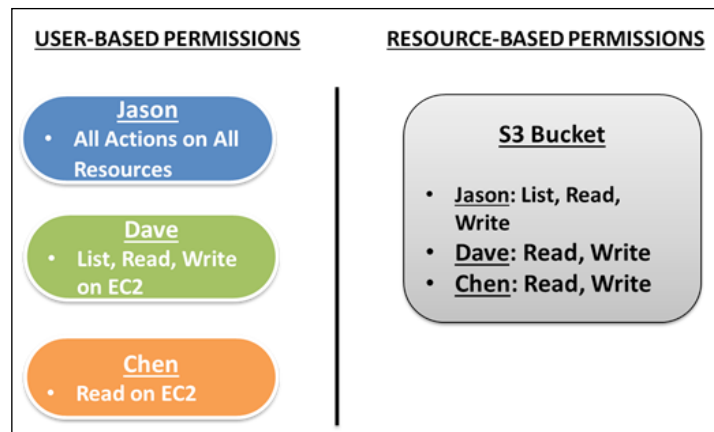 USER-BASED PERMISSIONS
Jason
• All Actions on All
Resources
Dave
• List, Read, Write
on EC2
Chen
• Read on EC2
RESOURCE-BASED PERMISSIONS
S3 Bucket
• Jason: List, Read,
Write
• Dave: Read, Write
• Chen: Read, Write